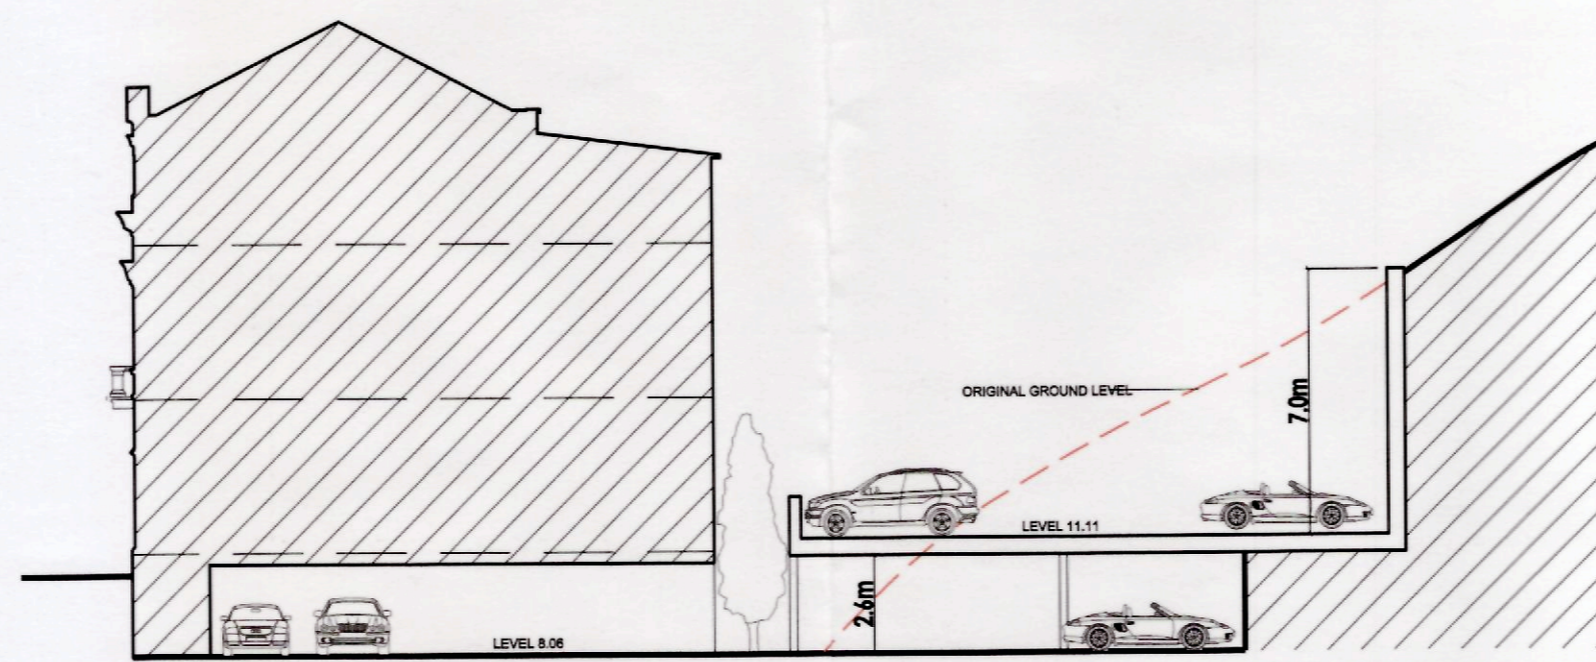 ORIGINAL GROUND LEVEL
7.0m
LEVEL 11.11
2.6m
LEVEL 8.06